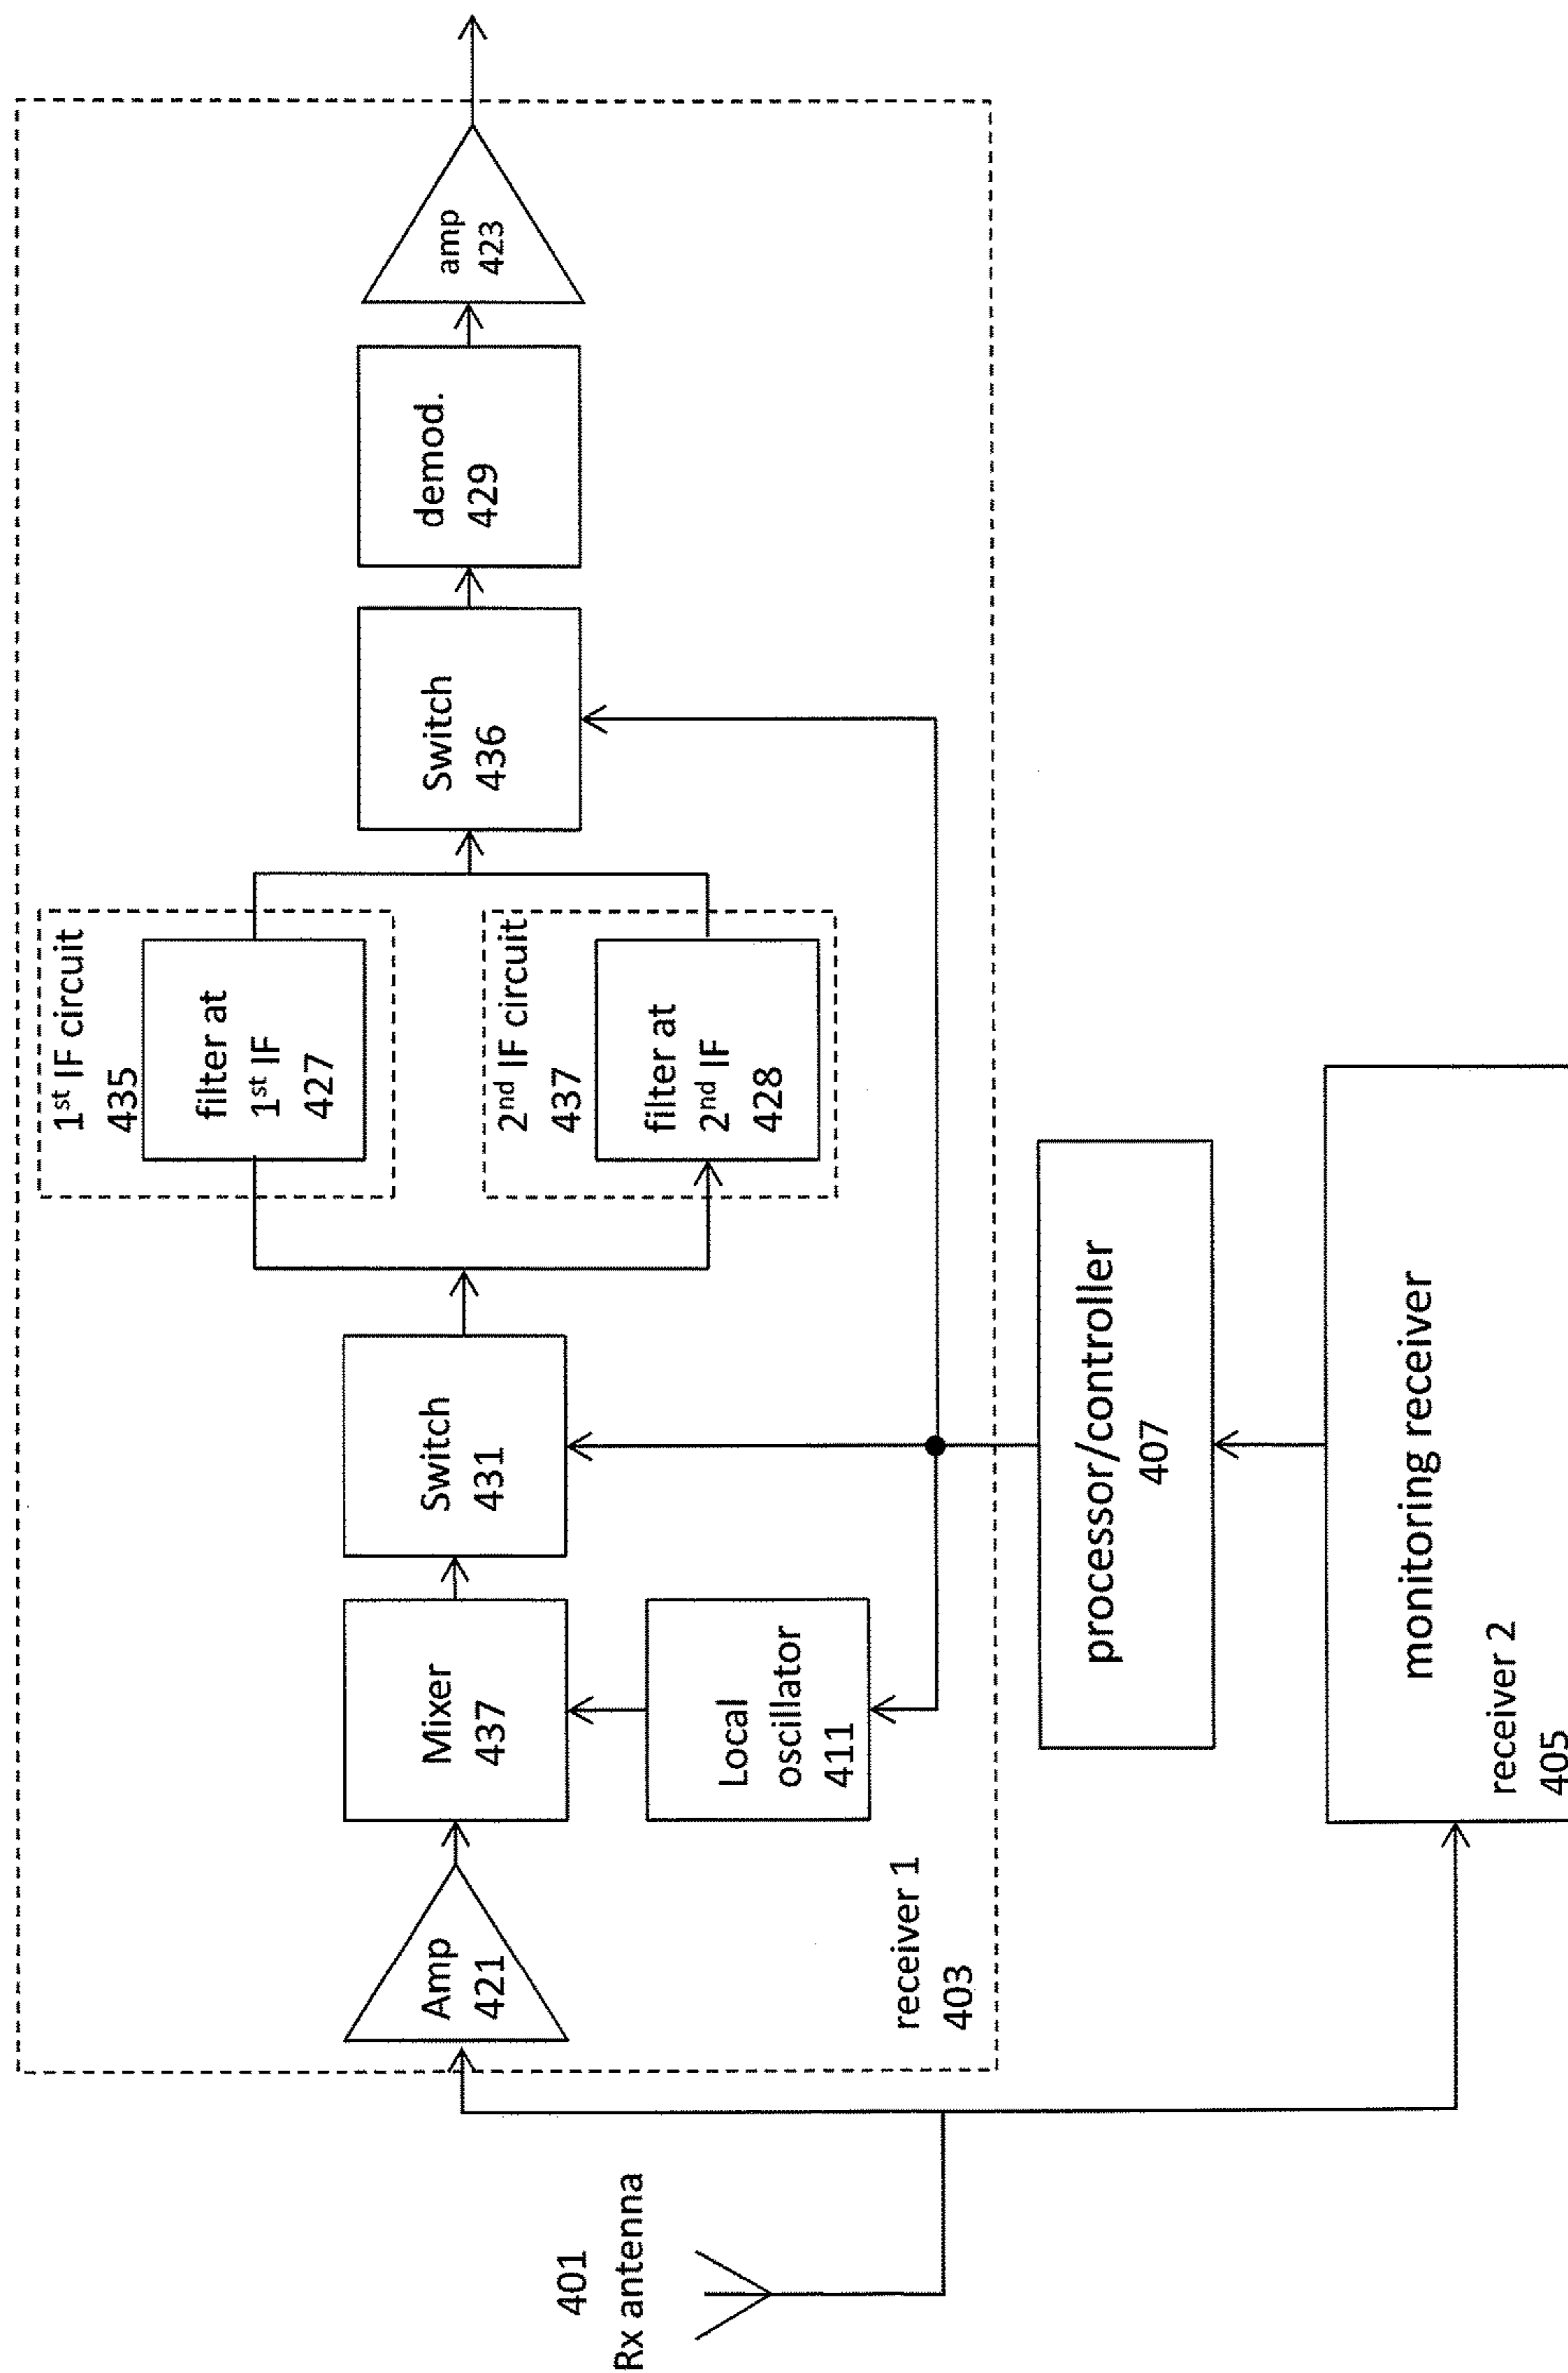 401
Rx antenna
Amp
421
Mixer
437
Local
oscillator
411
Switch
431
1st IF circuit
435
filter at
1st IF
427
2nd IF circuit
437
filter at
2nd IF
428
Switch
436
demod.
429
amp
423
receiver 1
403
processor/controller
407
monitoring receiver
receiver 2
405